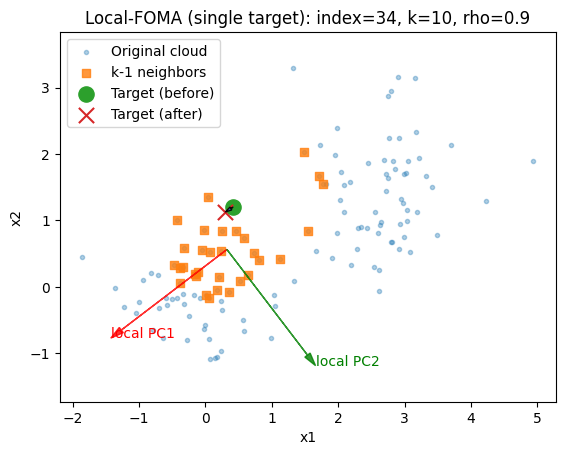 Local-FOMA (single target): index=34, k=10, rho=0.9
Original cloud
k-1 neighbors
Target (before)
Target (after)
3
2
1
0
−1
x2
local PC1
local PC2
−2 −1 0 1 2 3 4 5
x1